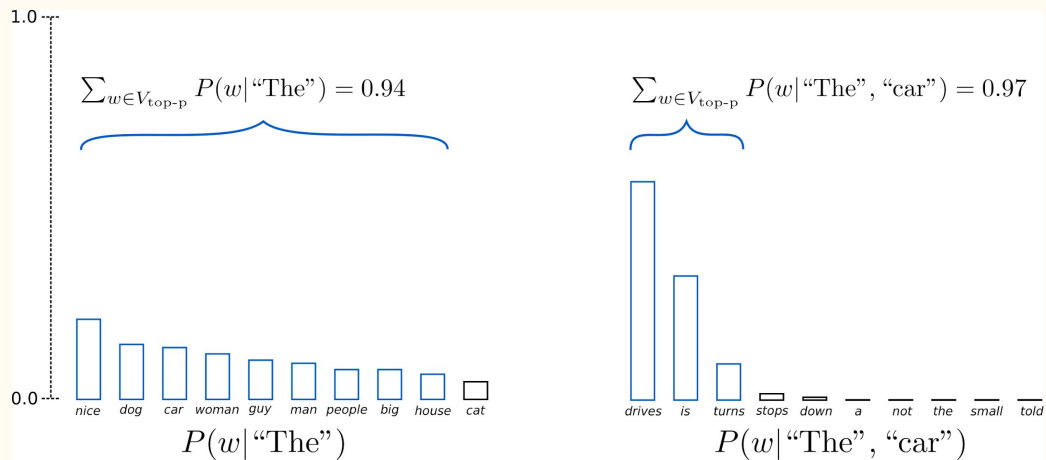 1.0
∑w∈Vtop-p P(w|“The”) = 0.94
∑w∈Vtop-p P(w|“The”, “car”) = 0.97
0.0
nice dog car woman guy man people big house cat
drives is turns stops down a not the small told
P(w|“The”)
P(w|“The”, “car”)